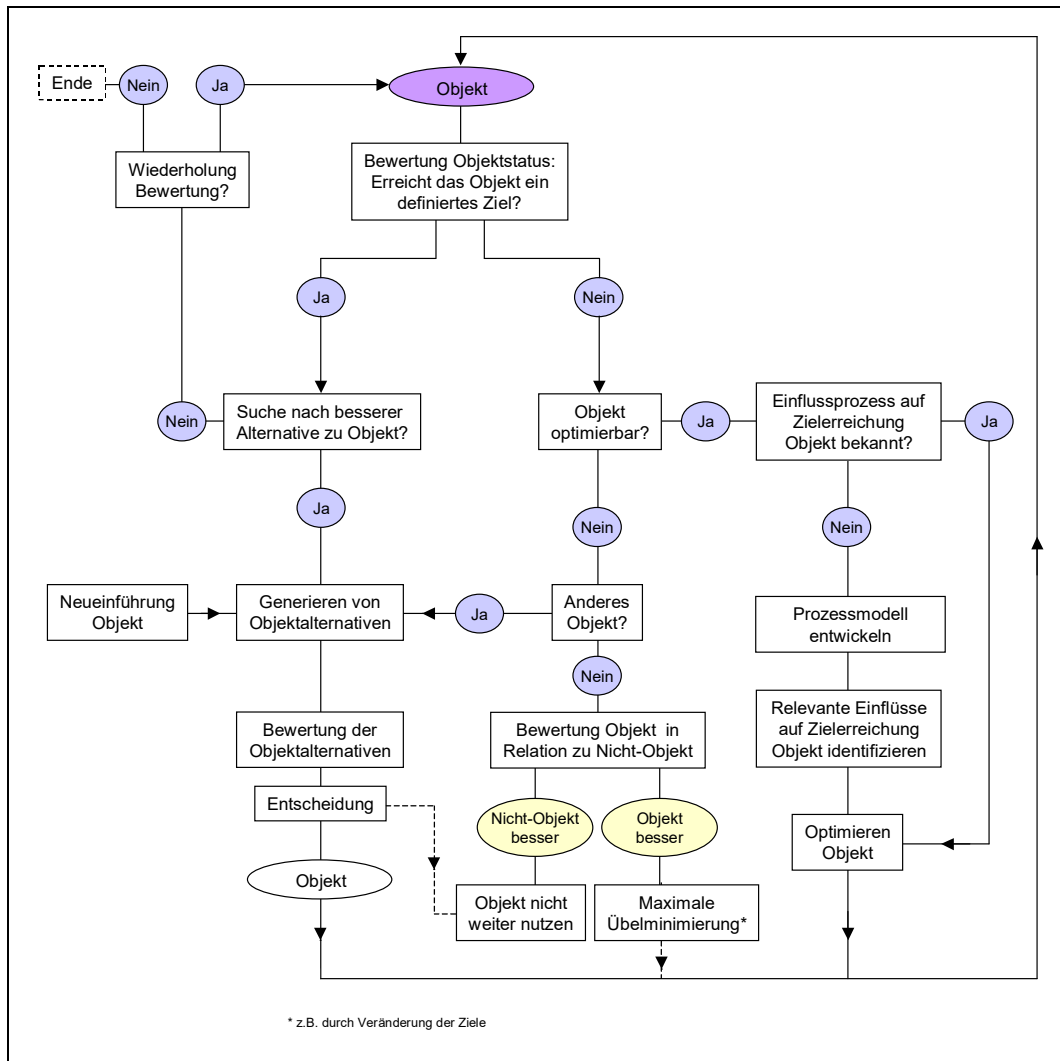 Ende
Nein
Ja
Objekt
Wiederholung
Bewertung?
Bewertung Objektstatus:
Erreicht das Objekt ein
definiertes Ziel?
Ja
Nein
Nein
Suche nach besserer
Alternative zu Objekt?
Objekt
optimierbar?
Ja
Einflussprozess auf
Zielerreichung
Objekt bekannt?
Ja
Ja
Nein
Nein
Neueinführung
Objekt
Generieren von
Objektalternativen
Ja
Anderes
Objekt?
Prozessmodell
entwickeln
Nein
Bewertung der
Objektalternativen
Bewertung Objekt in
Relation zu Nicht-Objekt
Relevante Einflüsse
auf Zielerreichung
Objekt identifizieren
Entscheidung
Nicht-Objekt
besser
Objekt
besser
Optimieren
Objekt
Objekt
Objekt nicht
weiter nutzen
Maximale
Übelminimierung*
* z.B. durch Veränderung der Ziele